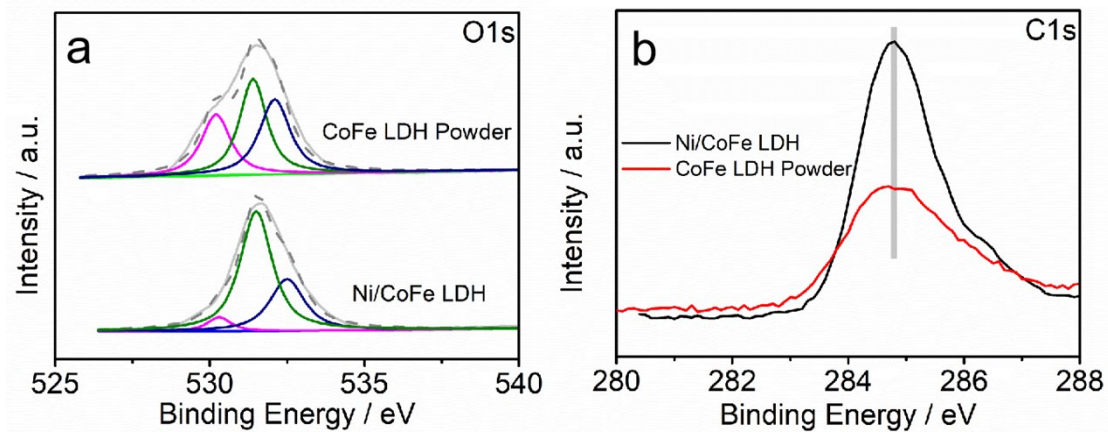 a
O1s
CoFe LDH Powder
Ni/CoFe LDH
Intensity / a.u.
525 530 535 540
Binding Energy / eV
b
C1s
Ni/CoFe LDH
CoFe LDH Powder
Intensity / a.u.
280 282 284 286 288
Binding Energy / eV